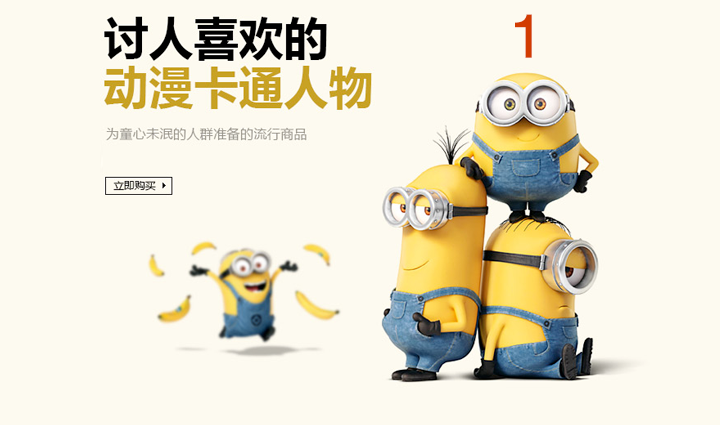 讨人喜欢的
动漫卡通人物
为童心未泯的人群准备的流行商品
立即购买
1